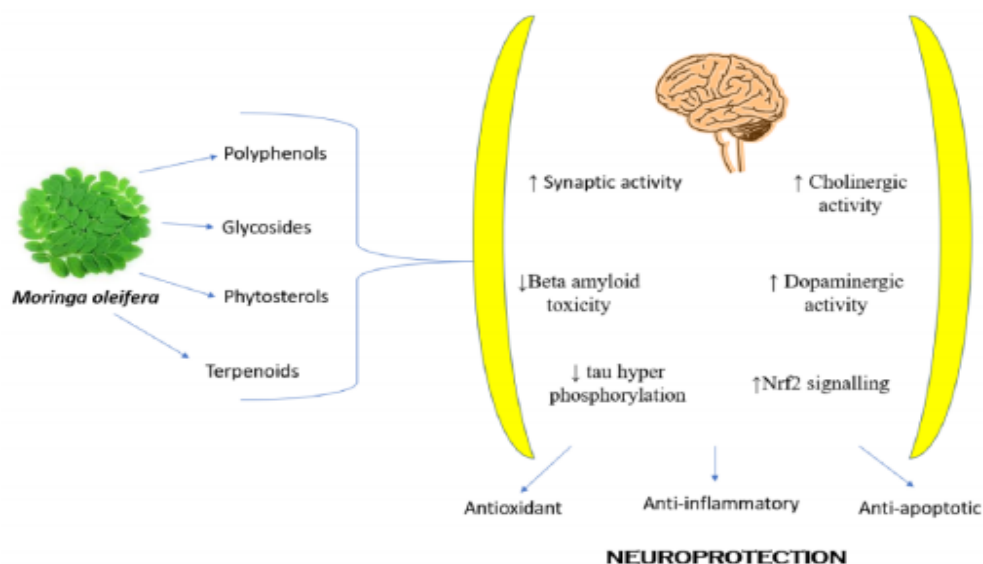 Polyphenols
Glycosides
Phytosterols
Terpenoids
Moringa oleifera
↑ Synaptic activity
↑ Cholinergic
activity
↓Beta amyloid
toxicity
↑ Dopaminergic
activity
↓ tau hyper
phosphorylation
↑Nrf2 signalling
Antioxidant
Anti-inflammatory
Anti-apoptotic
NEUROPROTECTION